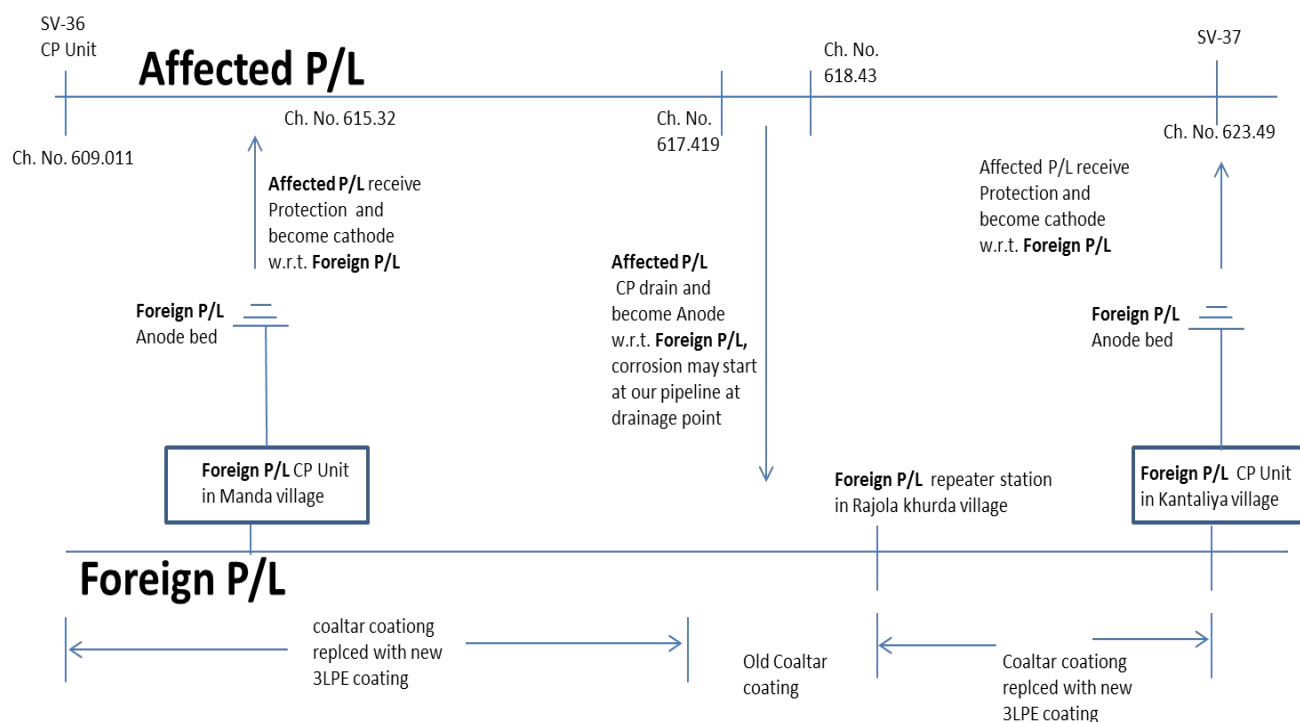 SV-36
CP Unit
Affected P/L
Ch. No.
618.43
SV-37
Ch. No. 609.011
Ch. No. 615.32
Ch. No.
617.419
Ch. No. 623.49
Affected P/L receive
Protection and
become cathode
w.r.t. Foreign P/L
Affected P/L
CP drain and
become Anode
w.r.t. Foreign P/L,
corrosion may start
at our pipeline at
drainage point
Affected P/L receive
Protection and
become cathode
w.r.t. Foreign P/L
Foreign P/L
Anode bed
Foreign P/L
Anode bed
Foreign P/L CP Unit
in Manda village
Foreign P/L repeater station
in Rajola khurda village
Foreign P/L CP Unit
in Kantaliya village
Foreign P/L
coaltar coationg
replced with new
3LPE coating
Old Coaltar
coating
Coaltar coationg
replced with new
3LPE coating